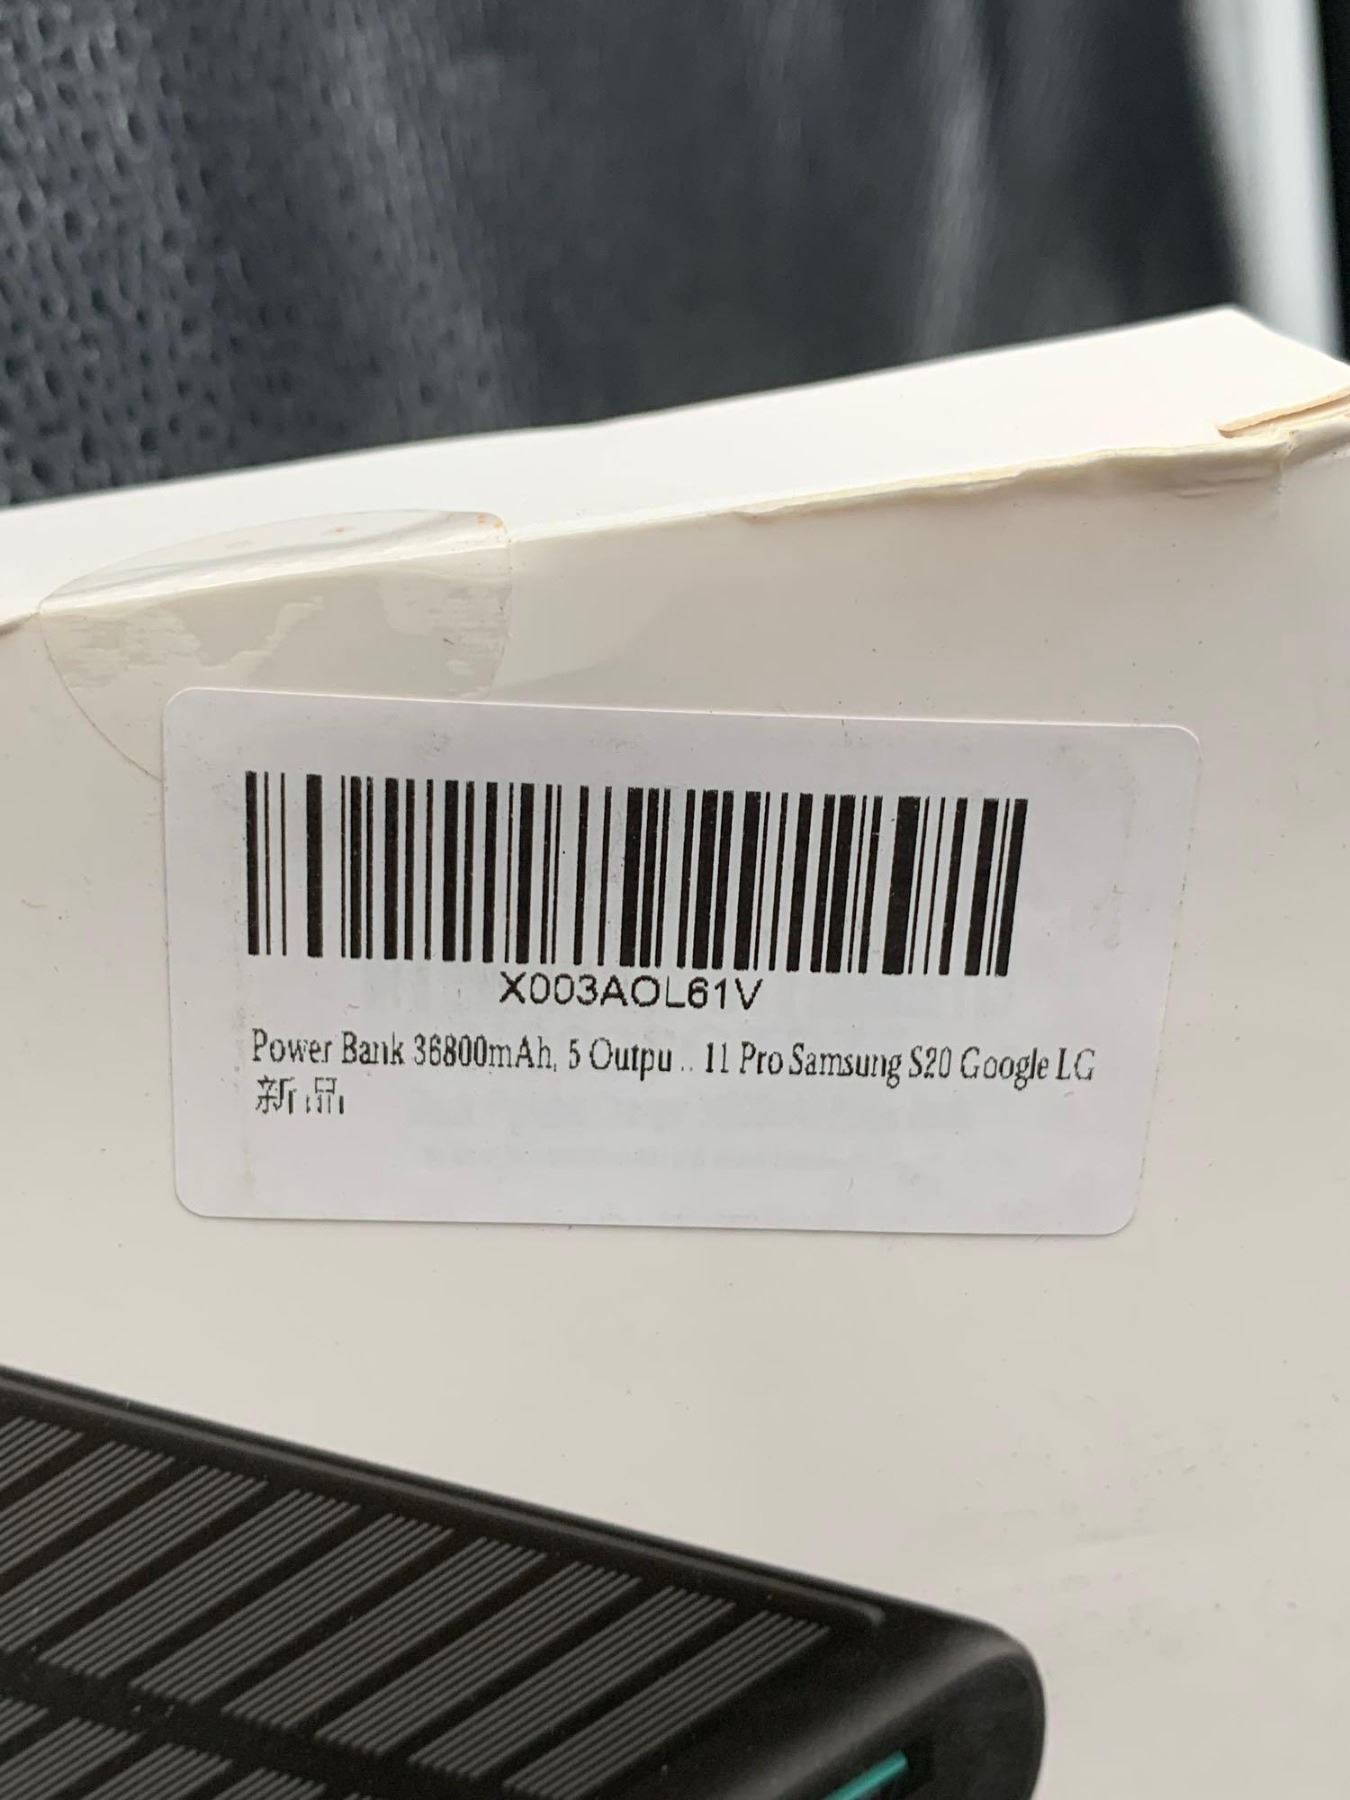 X003AOL61V
Power Bank 36800mAh, 5 Outpu .. 11 Pro Samsung S20 Google LG
新品